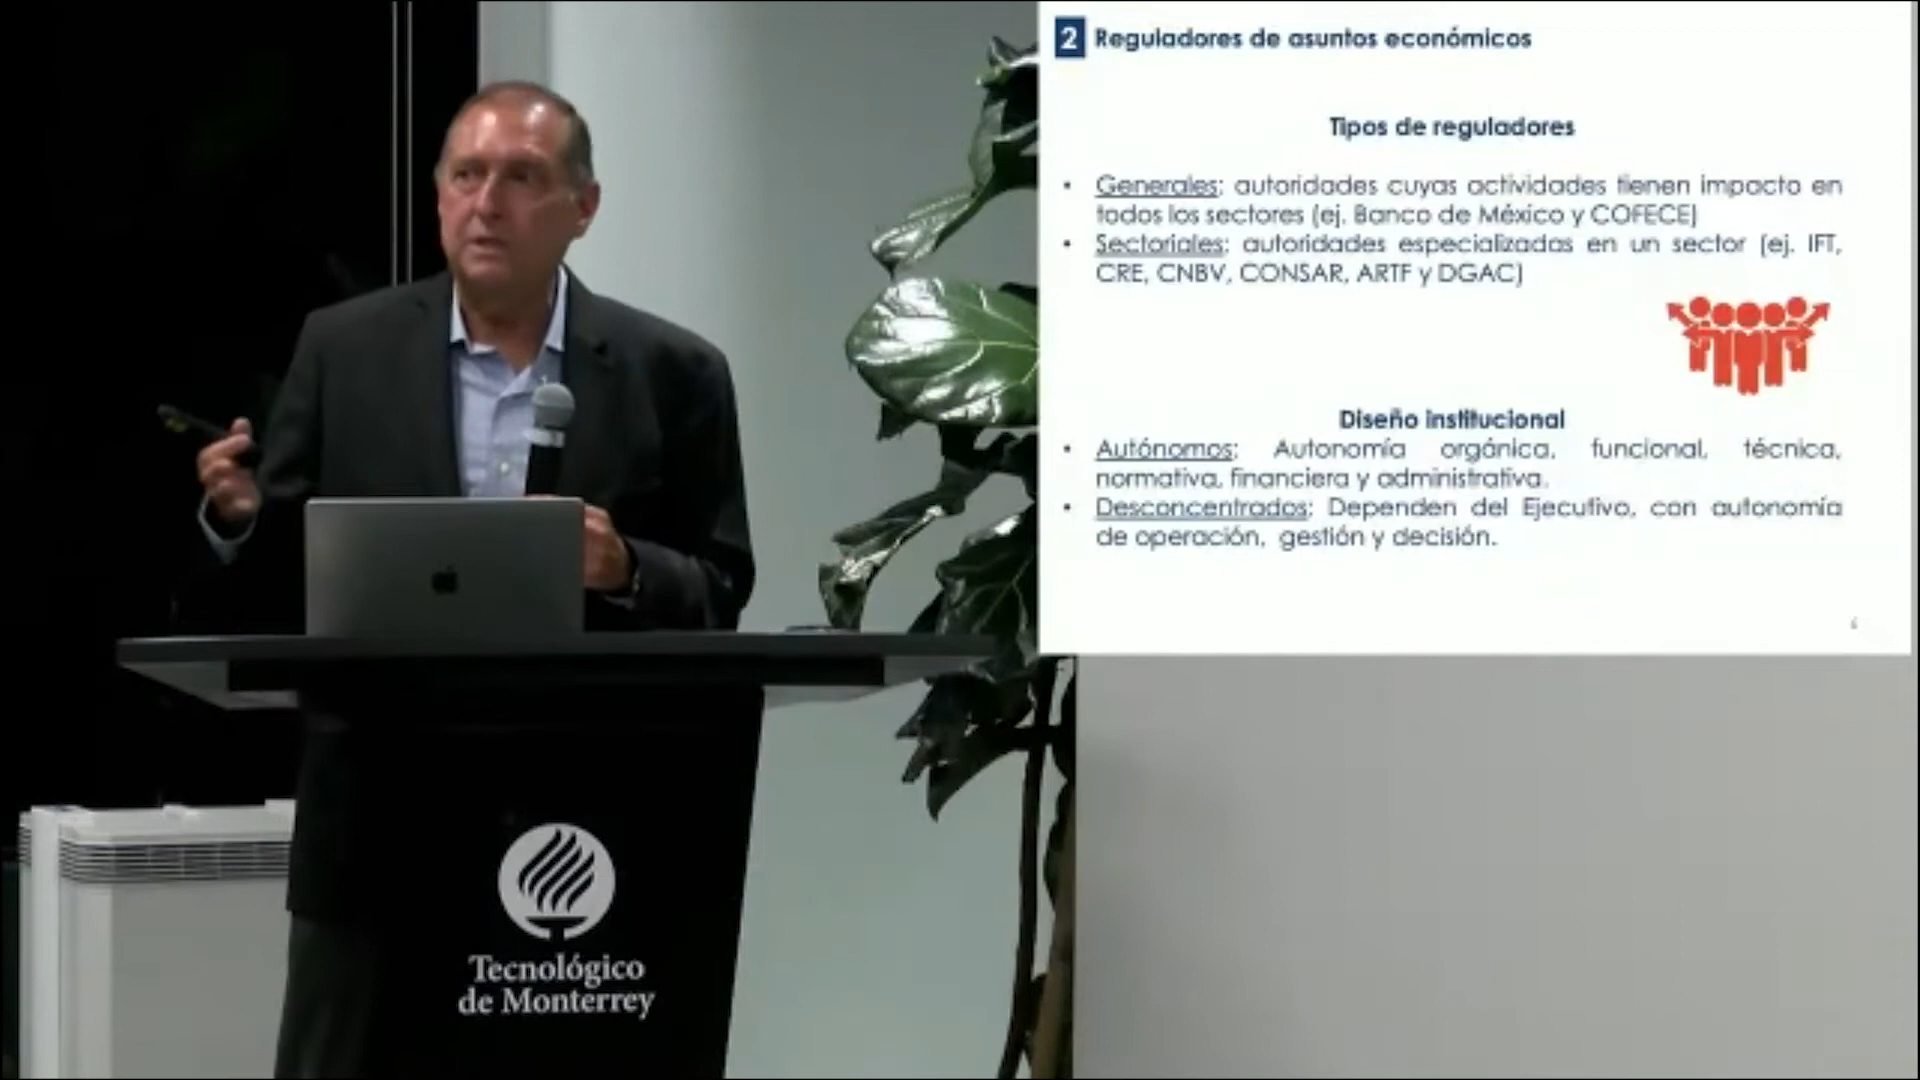 2 Reguladores de asuntos económicos
Tipos de reguladores
• Generales: autoridades cuyas actividades tienen impacto en
todos los sectores (ej. Banco de México y COFECE)
• Sectoriales: autoridades especializadas en un sector (ej. IFT,
CRE, CNBV, CONSAR, ARTF y DGAC)
Diseño institucional
• Autónomos: Autonomía orgánica, funcional, técnica,
normativa, financiera y administrativa.
• Desconcentrados: Dependen del Ejecutivo, con autonomía
de operación, gestión y decisión.
Tecnológico
de Monterrey